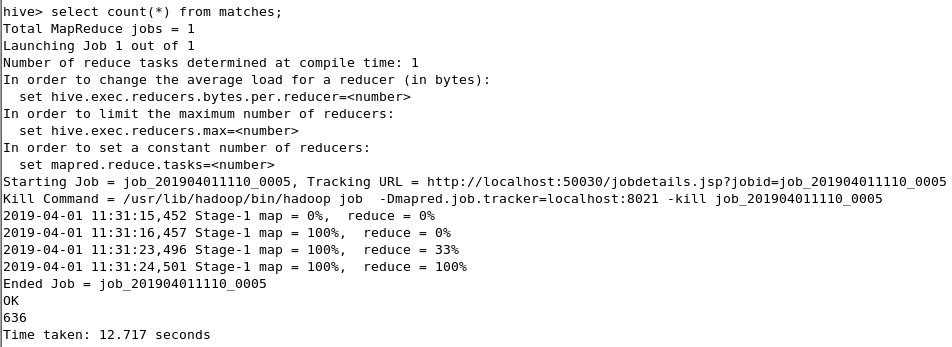 hive> select count(*) from matches;
Total MapReduce jobs = 1
Launching Job 1 out of 1
Number of reduce tasks determined at compile time: 1
In order to change the average load for a reducer (in bytes):
  set hive.exec.reducers.bytes.per.reducer=<number>
In order to limit the maximum number of reducers:
  set hive.exec.reducers.max=<number>
In order to set a constant number of reducers:
  set mapred.reduce.tasks=<number>
Starting Job = job_201904011110_0005, Tracking URL = http://localhost:50030/jobdetails.jsp?jobid=job_201904011110_0005
Kill Command = /usr/lib/hadoop/bin/hadoop job  -Dmapred.job.tracker=localhost:8021 -kill job_201904011110_0005
2019-04-01 11:31:15,452 Stage-1 map = 0%,  reduce = 0%
2019-04-01 11:31:16,457 Stage-1 map = 100%,  reduce = 0%
2019-04-01 11:31:23,496 Stage-1 map = 100%,  reduce = 33%
2019-04-01 11:31:24,501 Stage-1 map = 100%,  reduce = 100%
Ended Job = job_201904011110_0005
OK
636
Time taken: 12.717 seconds